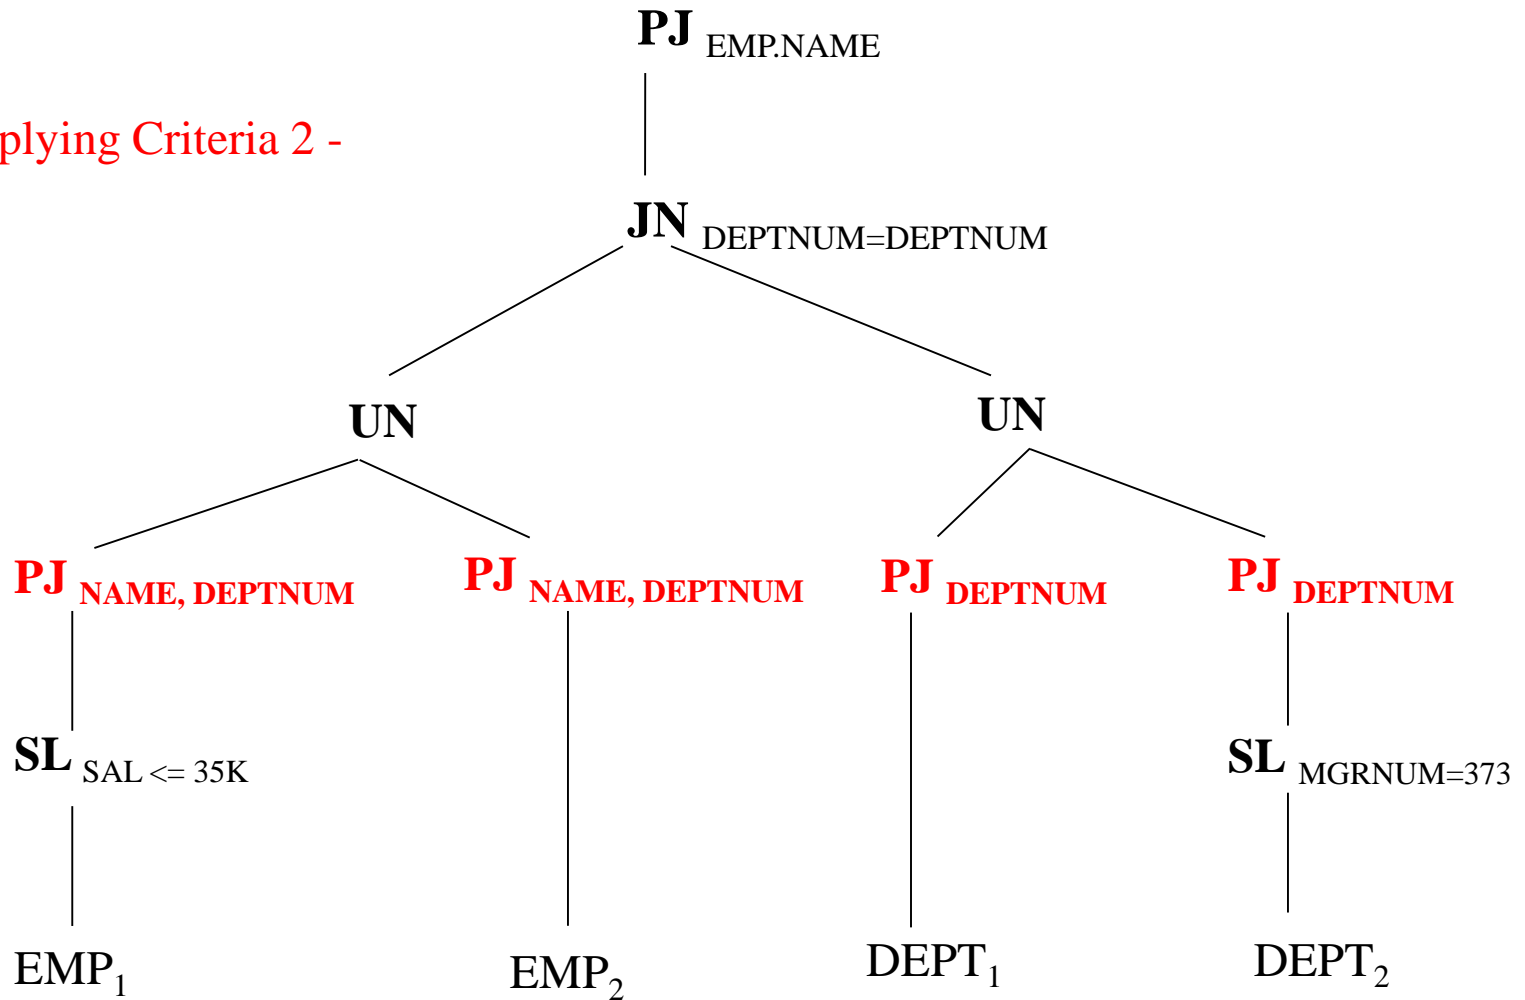 PJ EMP.NAME
plying Criteria 2 -
JN DEPTNUM=DEPTNUM
UN UN
PJ NAME, DEPTNUM PJ NAME, DEPTNUM PJ DEPTNUM PJ DEPTNUM
SL SAL <= 35K SL MGRNUM=373
EMP1 EMP2 DEPT1 DEPT2